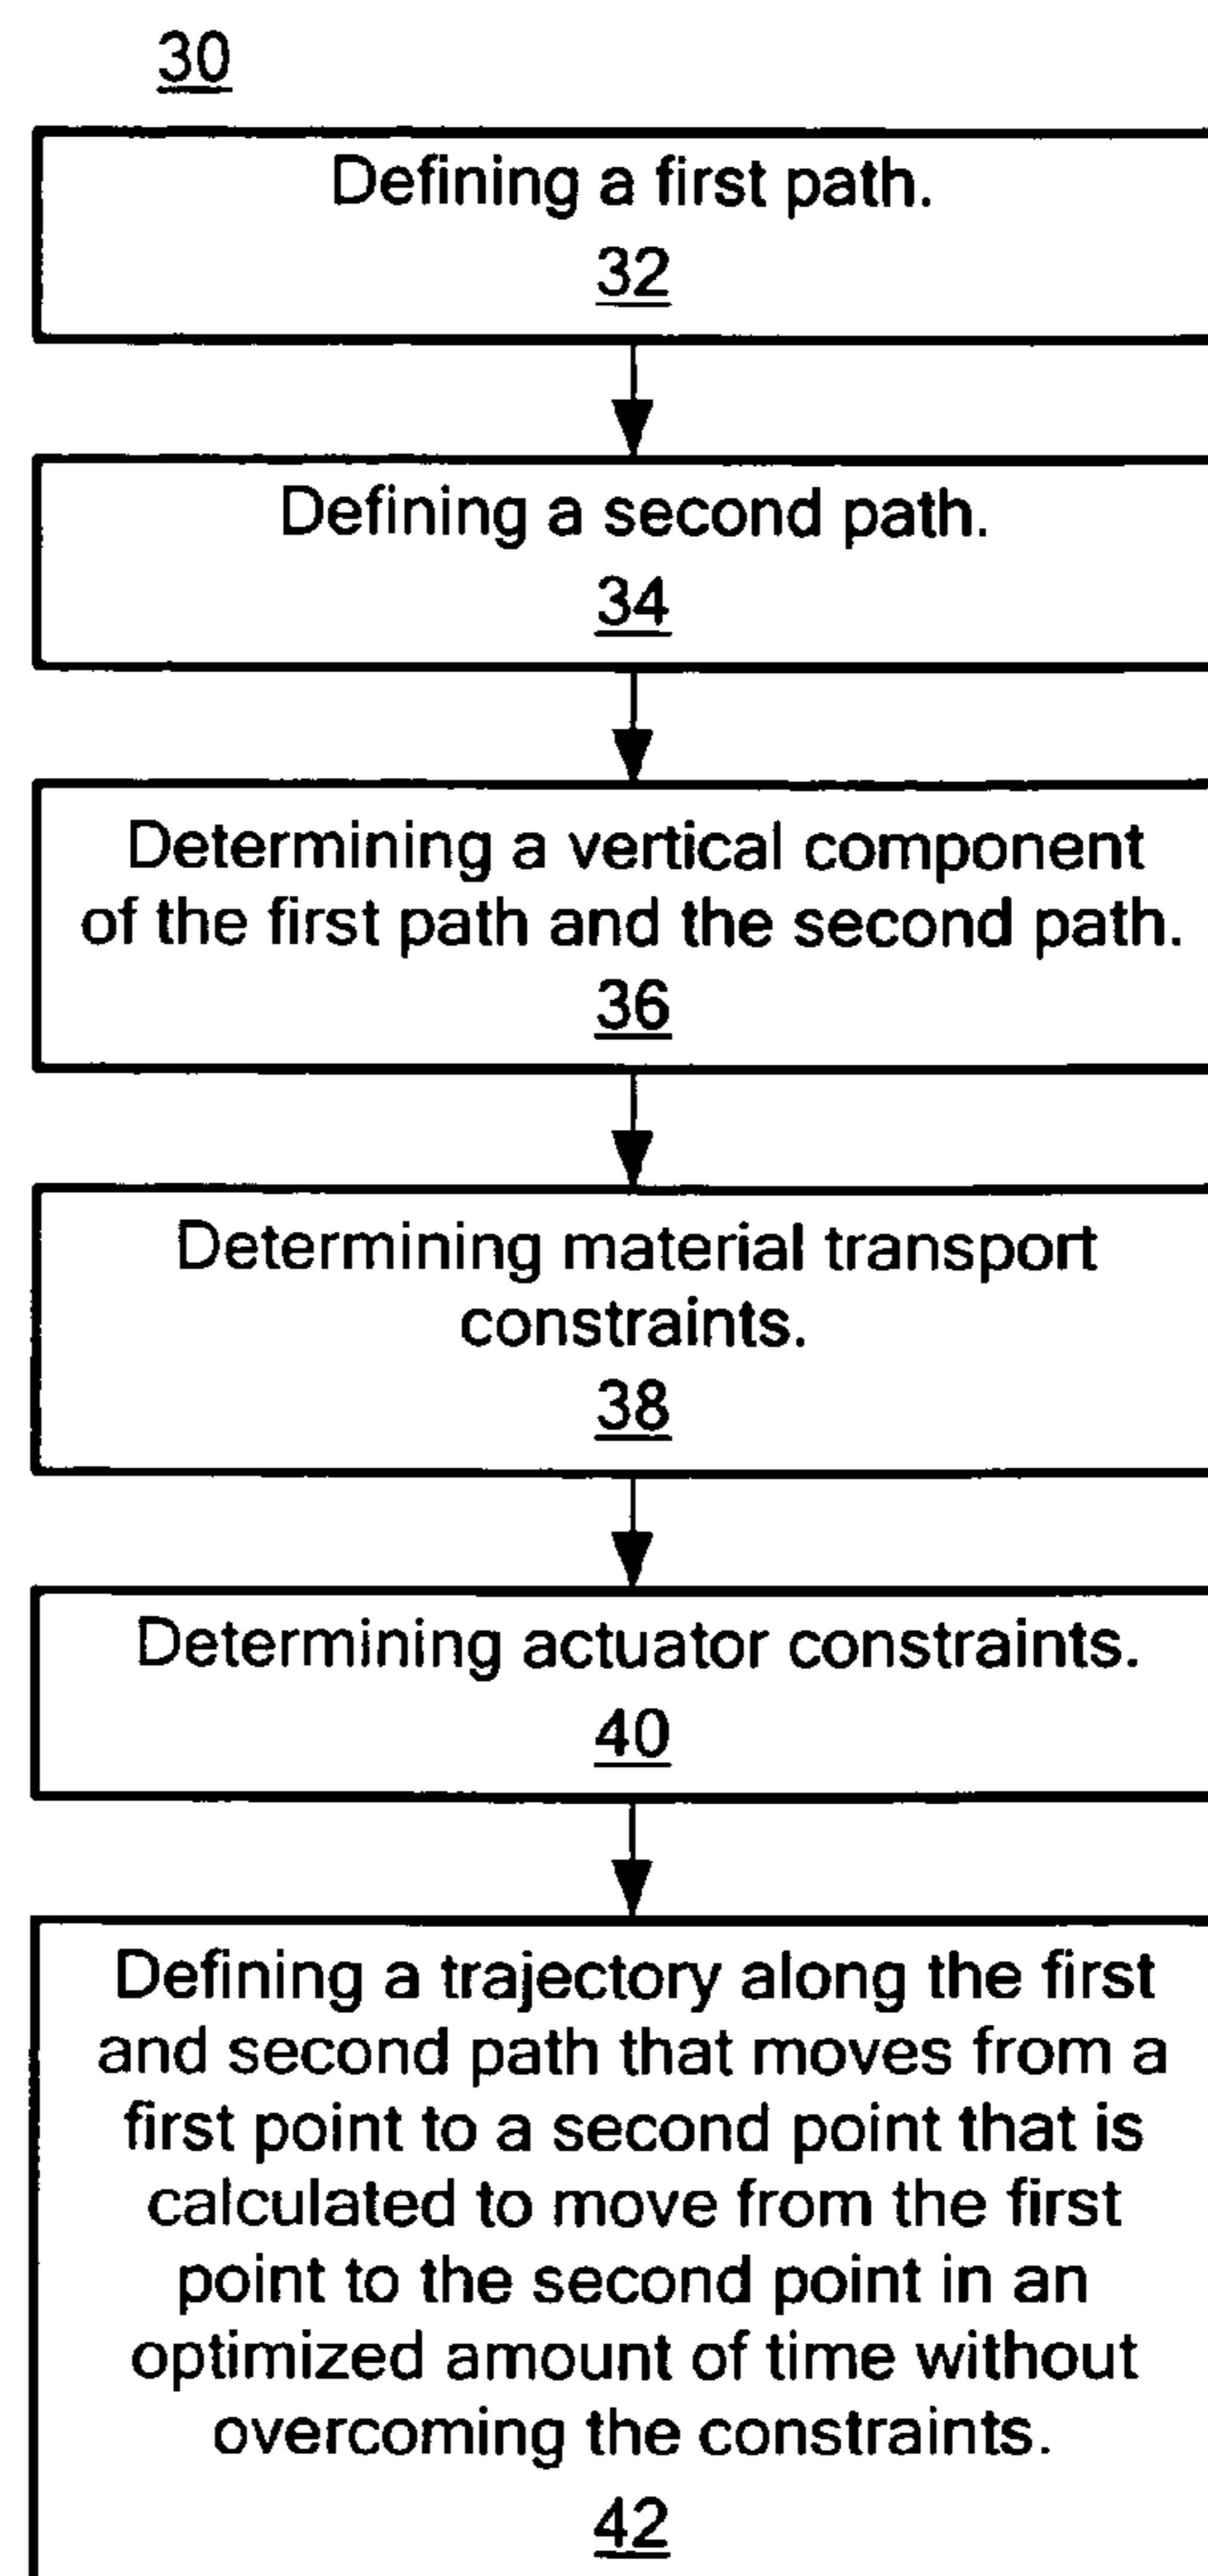 30
Defining a first path.
32
Defining a second path.
34
Determining a vertical component
of the first path and the second path.
36
Determining material transport
constraints.
38
Determining actuator constraints.
40
Defining a trajectory along the first
and second path that moves from a
first point to a second point that is
calculated to move from the first
point to the second point in an
optimized amount of time without
overcoming the constraints.
42